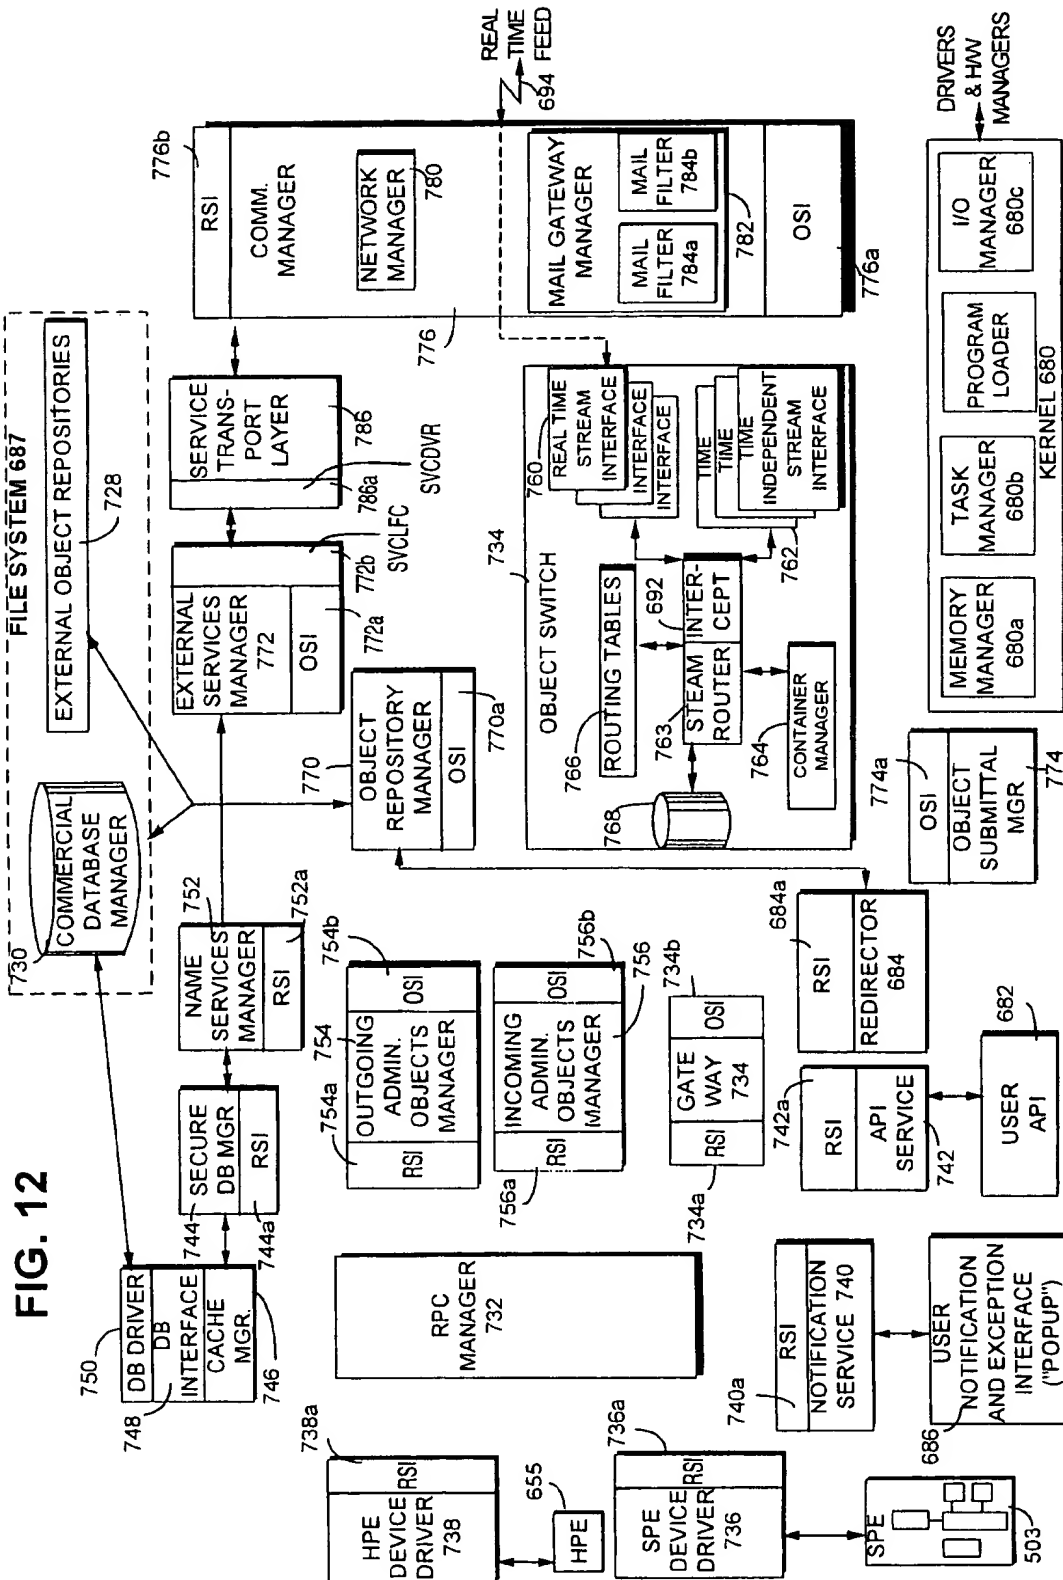 FIG. 12
FILE SYSTEM 687
EXTERNAL OBJECT REPOSITORIES
728
COMMERCIAL
DATABASE
MANAGER
730
750
DB DRIVER
DB
INTERFACE
CACHE
MGR.
748
746
744
SECURE
DB MGR
RSI
744a
752
NAME
SERVICES
MANAGER
RSI
752a
EXTERNAL
SERVICES
MANAGER
772
OSI
772a
772b
SVCLFC
SERVICE
TRANS-
PORT
LAYER
786
786a
SVCDVR
776b
RSI
COMM.
MANAGER
NETWORK
MANAGER
780
776
MAIL GATEWAY
MANAGER
MAIL
FILTER
784a
MAIL
FILTER
784b
782
OSI
776a
REAL
TIME
FEED
694
738a
HPE
DEVICE
DRIVER
738
RSI
655
HPE
736a
SPE
DEVICE
DRIVER
736
RSI
SPE
503
RPC
MANAGER
732
754a
754
754b
RSI
OUTGOING
ADMIN.
OBJECTS
MANAGER
OSI
756a
RSI
INCOMING
ADMIN.
OBJECTS
MANAGER
OSI
756b
756
734b
RSI
GATE
WAY
734
OSI
734a
770
OBJECT
REPOSITORY
MANAGER
OSI
770a
734
OBJECT SWITCH
766
ROUTING TABLES
692
763
STEAM
ROUTER
INTER-
CEPT
764
CONTAINER
MANAGER
768
760
REAL TIME
STREAM
INTERFACE
INTERFACE
INTERFACE
762
TIME
TIME
TIME
INDEPENDENT
STREAM
INTERFACE
740a
RSI
NOTIFICATION
SERVICE 740
686
USER
NOTIFICATION
AND EXCEPTION
INTERFACE
("POPUP")
742a
RSI
API
SERVICE
742
USER
API
682
684a
RSI
REDIRECTOR
684
774a
OSI
OBJECT
SUBMITTAL
MGR
774
MEMORY
MANAGER
680a
TASK
MANAGER
680b
PROGRAM
LOADER
I/O
MANAGER
680c
KERNEL 680
DRIVERS
& H/W
MANAGERS